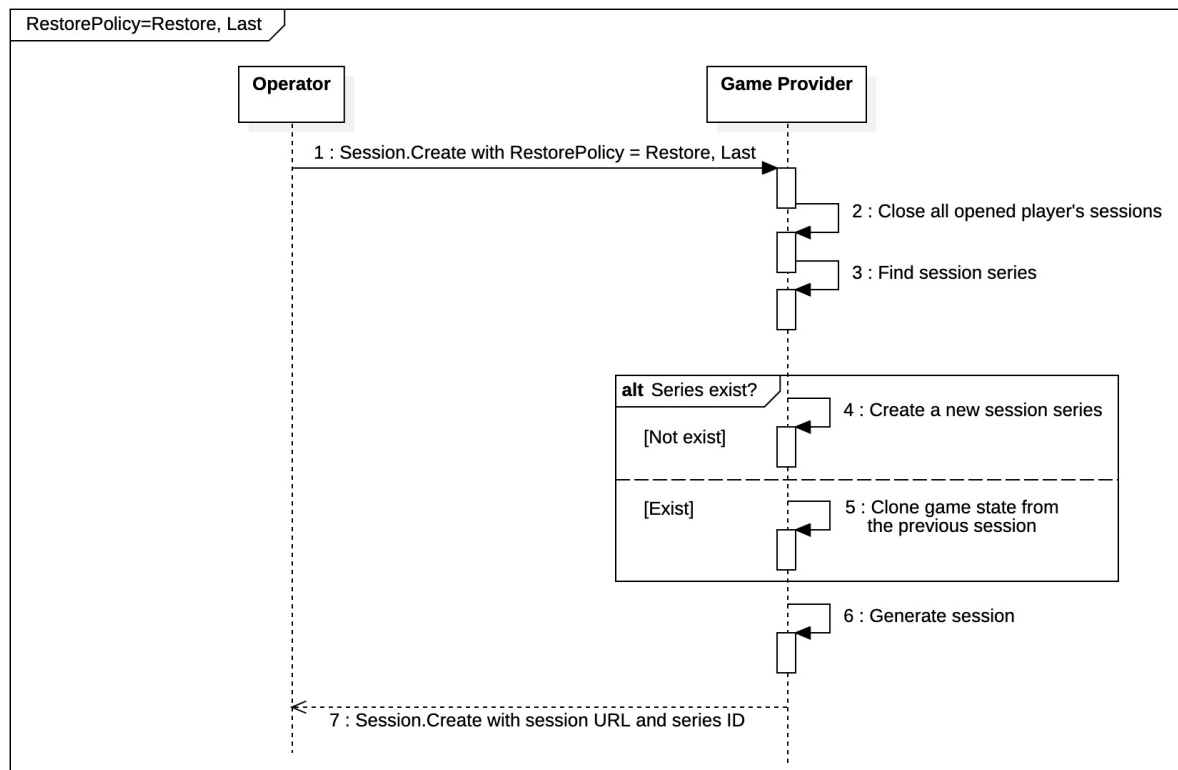 RestorePolicy=Restore, Last
Operator
Game Provider
1 : Session.Create with RestorePolicy = Restore, Last
2 : Close all opened player's sessions
3 : Find session series
alt Series exist?
4 : Create a new session series
[Not exist]
[Exist]
5 : Clone game state from
the previous session
6 : Generate session
7 : Session.Create with session URL and series ID